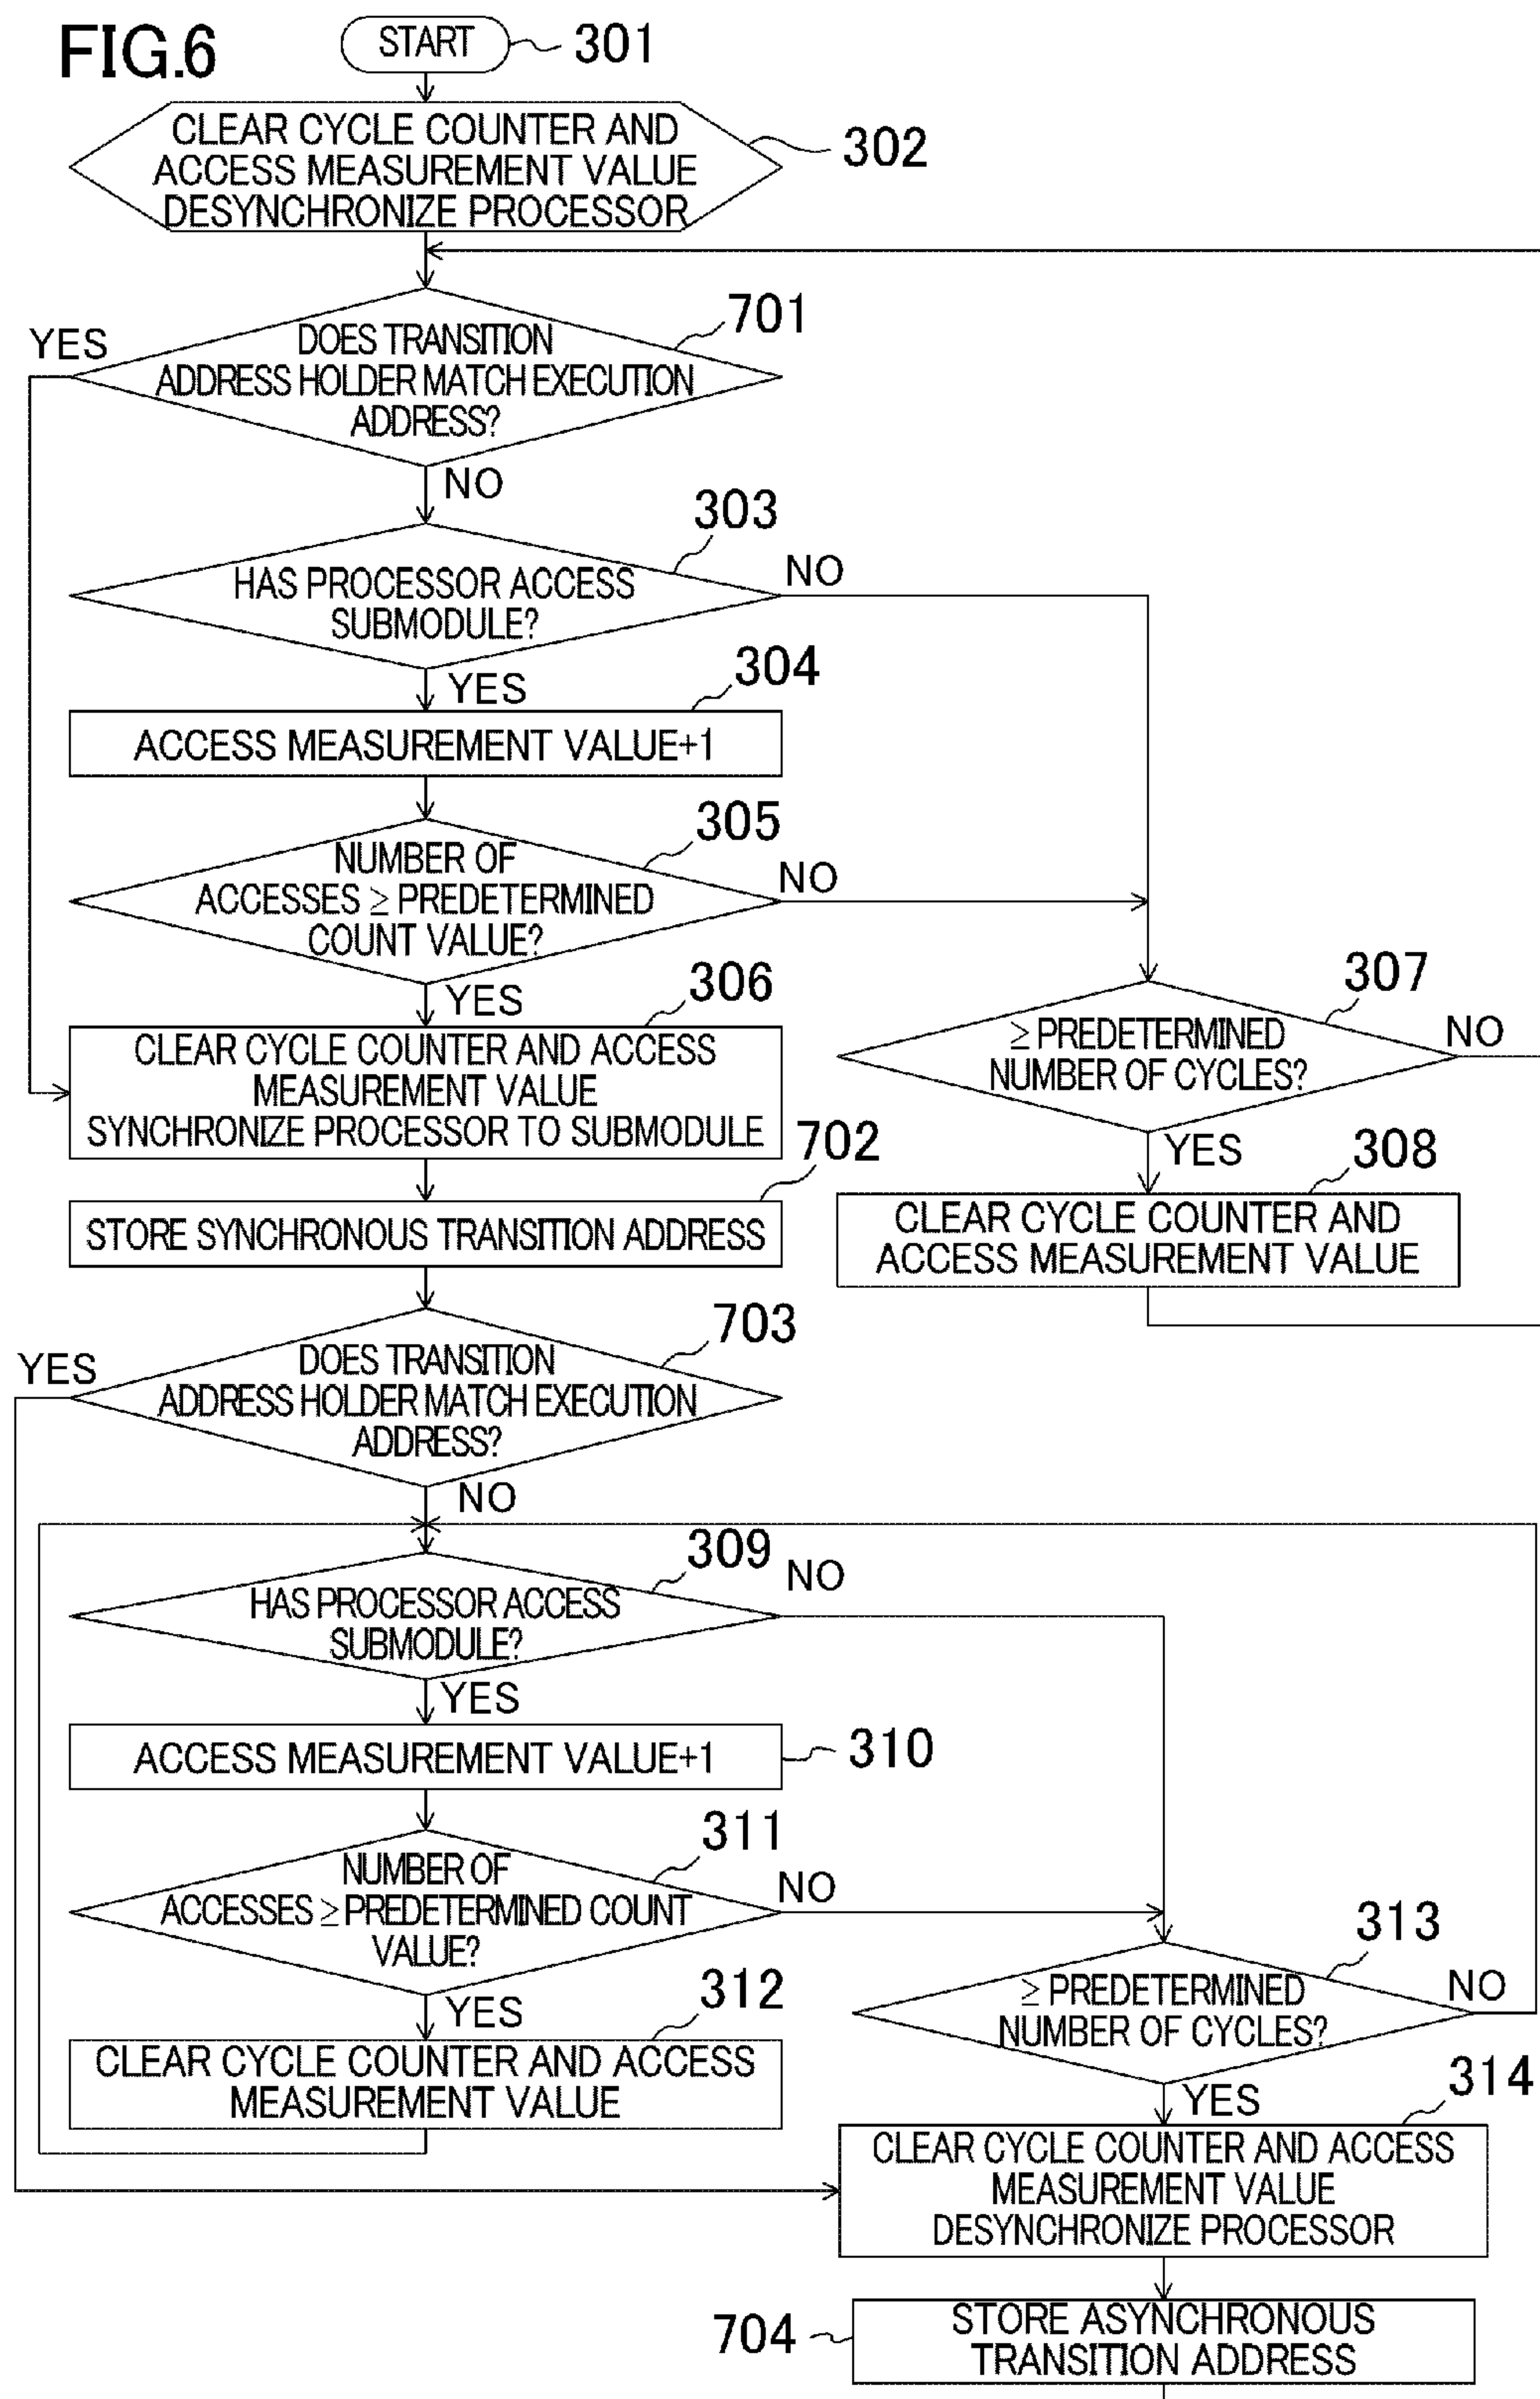 FIG.6
START
301
CLEAR CYCLE COUNTER AND
ACCESS MEASUREMENT VALUE
DESYNCHRONIZE PROCESSOR
302
701
YES
DOES TRANSITION
ADDRESS HOLDER MATCH EXECUTION
ADDRESS?
NO
303
HAS PROCESSOR ACCESS
SUBMODULE?
NO
YES
304
ACCESS MEASUREMENT VALUE+1
305
NUMBER OF
ACCESSES ≥ PREDETERMINED
COUNT VALUE?
NO
YES
306
CLEAR CYCLE COUNTER AND ACCESS
MEASUREMENT VALUE
SYNCHRONIZE PROCESSOR TO SUBMODULE
307
≥ PREDETERMINED
NUMBER OF CYCLES?
NO
YES
308
CLEAR CYCLE COUNTER AND
ACCESS MEASUREMENT VALUE
702
STORE SYNCHRONOUS TRANSITION ADDRESS
703
YES
DOES TRANSITION
ADDRESS HOLDER MATCH EXECUTION
ADDRESS?
NO
309
HAS PROCESSOR ACCESS
SUBMODULE?
NO
YES
ACCESS MEASUREMENT VALUE+1
310
311
NUMBER OF
ACCESSES ≥ PREDETERMINED COUNT
VALUE?
NO
YES
312
CLEAR CYCLE COUNTER AND ACCESS
MEASUREMENT VALUE
313
≥ PREDETERMINED
NUMBER OF CYCLES?
NO
YES
314
CLEAR CYCLE COUNTER AND ACCESS
MEASUREMENT VALUE
DESYNCHRONIZE PROCESSOR
704
STORE ASYNCHRONOUS
TRANSITION ADDRESS